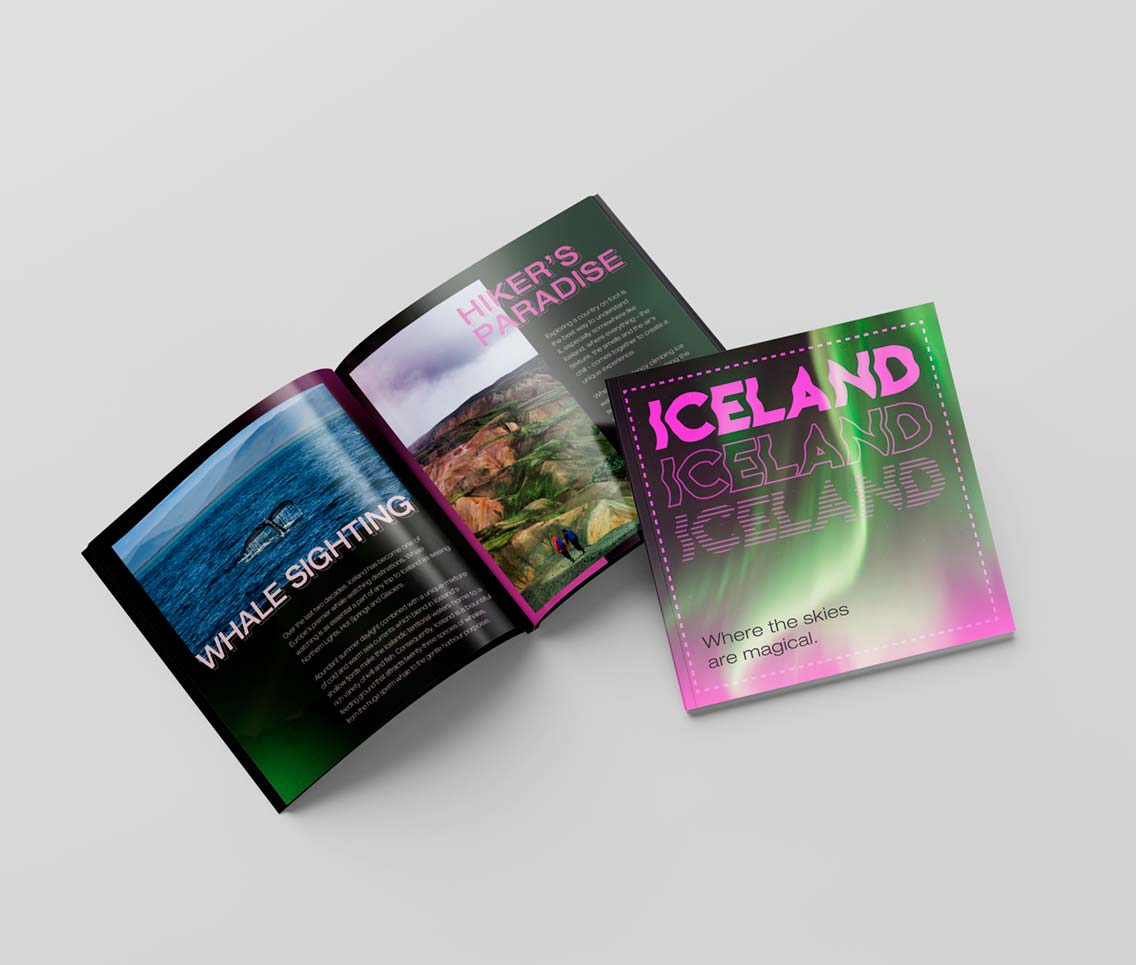 WHALE SIGHTING
Over the last two decades, Iceland has become one of
Europe's premier whale-watching destinations. Whale
watching is as essential a part of any trip to Iceland as seeing
Northern Lights, Hot Springs and Glaciers.
Abundant summer daylight combined with a unique mixture
of cold and warm sea currents which blend in Iceland's
shallow fjords make the Icelandic territorial waters home to a
rich variety of krill and fish. Consequently, Iceland is a bountiful
feeding ground that attracts twenty-three species of whales,
from the huge sperm whale to the giant harbour porpoise.
HIKER'S
PARADISE
Exploring a country on foot is
the best way to understand
it, especially somewhere like
Iceland, where everything – the
texture, the smells and the air's
chill – comes together to create a
unique experience.
climbing ice
the
ICELAND
ICELAND
ICELAND
Where the skies
are magical.